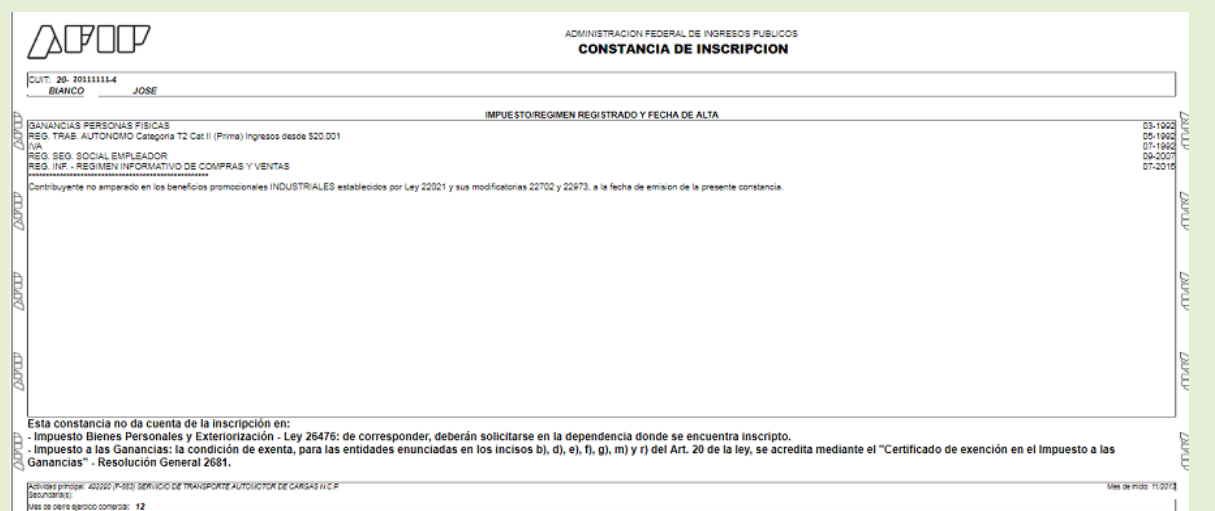 AFIP
ADMINISTRACION FEDERAL DE INGRESOS PUBLICOS
CONSTANCIA DE INSCRIPCION
CUIT: 20- 20111111-4
BIANCO JOSE
IMPUESTO/REGIMEN REGISTRADO Y FECHA DE ALTA
GANANCIAS PERSONAS FISICAS 03-1992
REG. TRAB. AUTONOMO Categoria T2 Cat II (Prima) Ingresos desde $20.001 05-1992
IVA 07-1992
REG. SEG. SOCIAL EMPLEADOR 09-2007
REG. INF. - REGIMEN INFORMATIVO DE COMPRAS Y VENTAS 07-2015
Contribuyente no amparado en los beneficios promocionales INDUSTRIALES establecidos por Ley 22021 y sus modificatorias 22702 y 22973, a la fecha de emision de la presente constancia.
Esta constancia no da cuenta de la inscripción en:
- Impuesto Bienes Personales y Exteriorización - Ley 26476: de corresponder, deberán solicitarse en la dependencia donde se encuentra inscripto.
- Impuesto a las Ganancias: la condición de exenta, para las entidades enunciadas en los incisos b), d), e), f), g), m) y r) del Art. 20 de la ley, se acredita mediante el "Certificado de exención en el Impuesto a las
Ganancias" - Resolución General 2681.
Actividad principal: 492290 (F-883) SERVICIO DE TRANSPORTE AUTOMOTOR DE CARGAS N.C.P. Mes de inicio: 11/2013
Secundaria(s):
Mes de cierre ejercicio comercial: 12